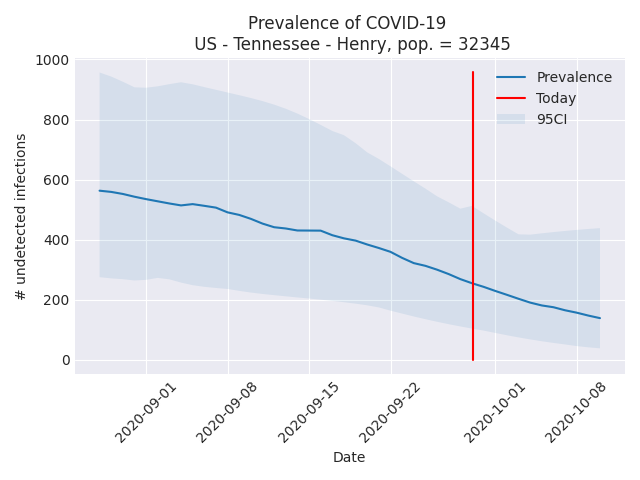 Prevalence of COVID-19
US - Tennessee - Henry, pop. = 32345
1000
800
600
400
200
0
# undetected infections
Prevalence
Today
95CI
2020-09-01
2020-09-08
2020-09-15
2020-09-22
2020-10-01
2020-10-08
Date